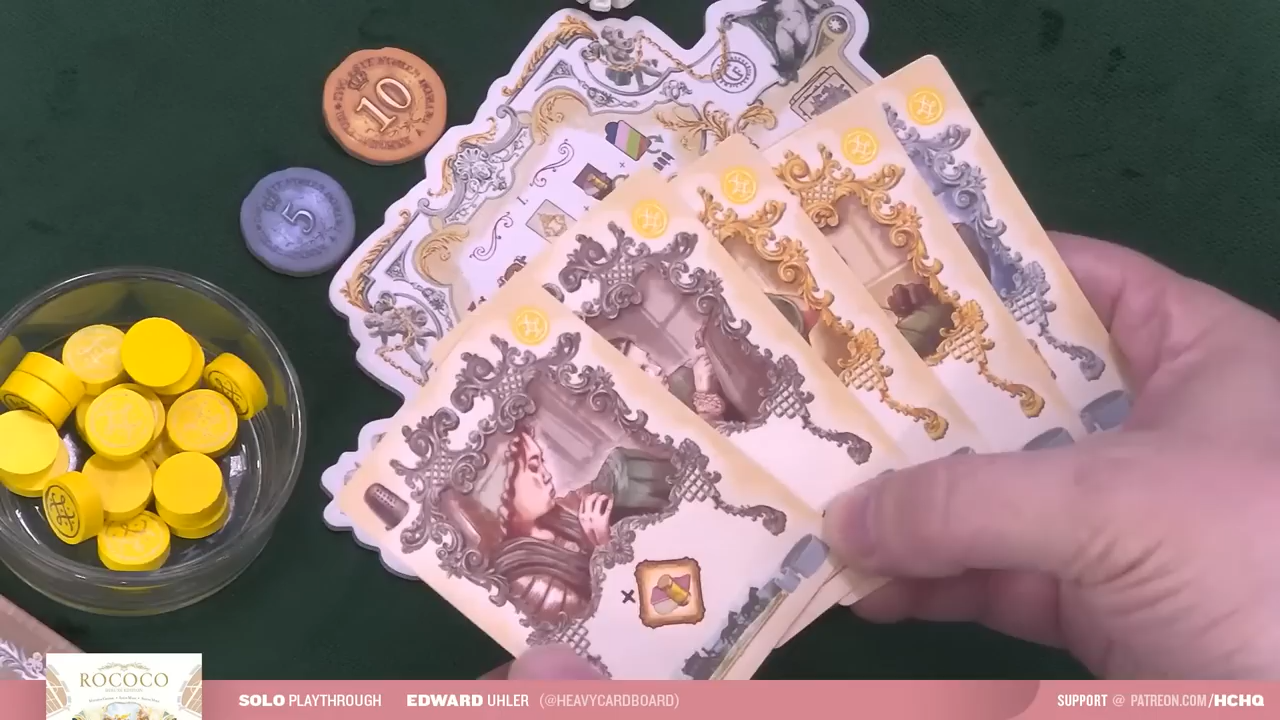 10
5
ROCOCO
SOLO PLAYTHROUGH EDWARD UHLER (@HEAVYCARDBOARD) SUPPORT @ PATREON.COM/HCHQ